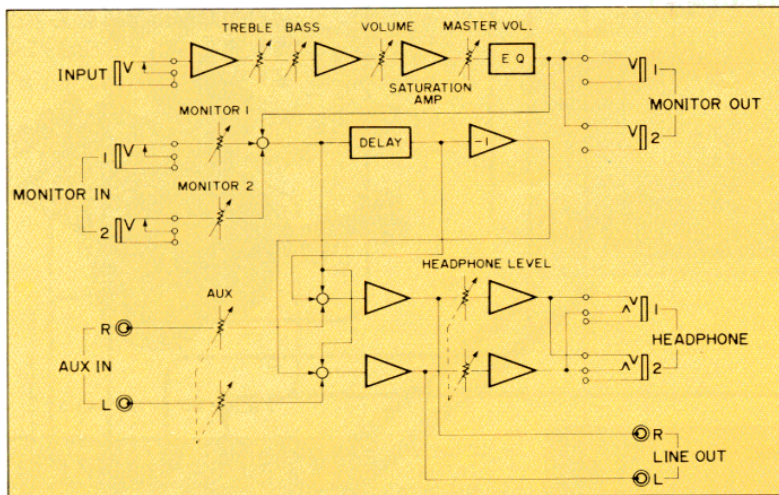 TREBLE BASS VOLUME MASTER VOL.
INPUT
EQ
SATURATION
AMP
1
MONITOR OUT
2
MONITOR 1
1
DELAY
-1
MONITOR IN
MONITOR 2
2
HEADPHONE LEVEL
AUX
R
1
AUX IN
HEADPHONE
2
L
R
LINE OUT
L